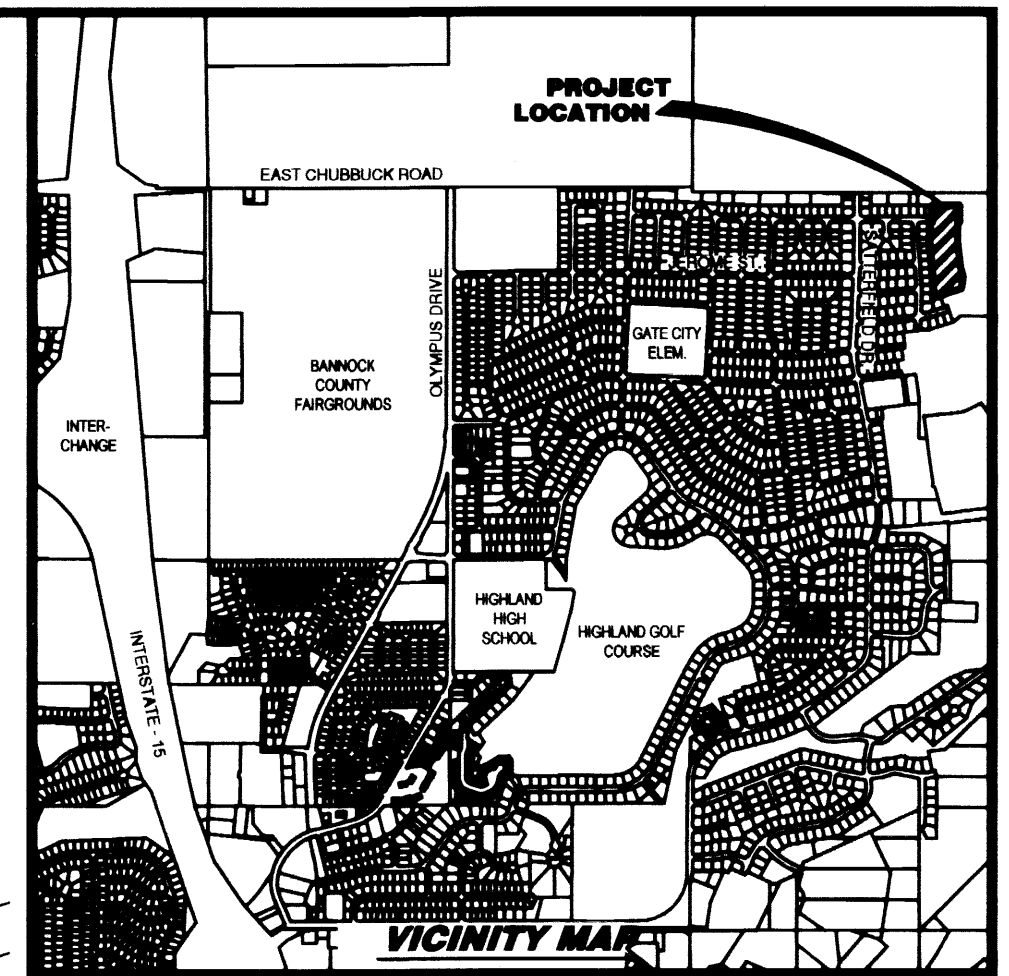 PROJECT
LOCATION
EAST CHUBBUCK ROAD
OLYMPUS DRIVE
GATE CITY
ELEM.
BANNOCK
COUNTY
FAIRGROUNDS
INTER-
CHANGE
HIGHLAND
HIGH
SCHOOL
HIGHLAND GOLF
COURSE
INTERSTATE - 15
VICINITY MAP